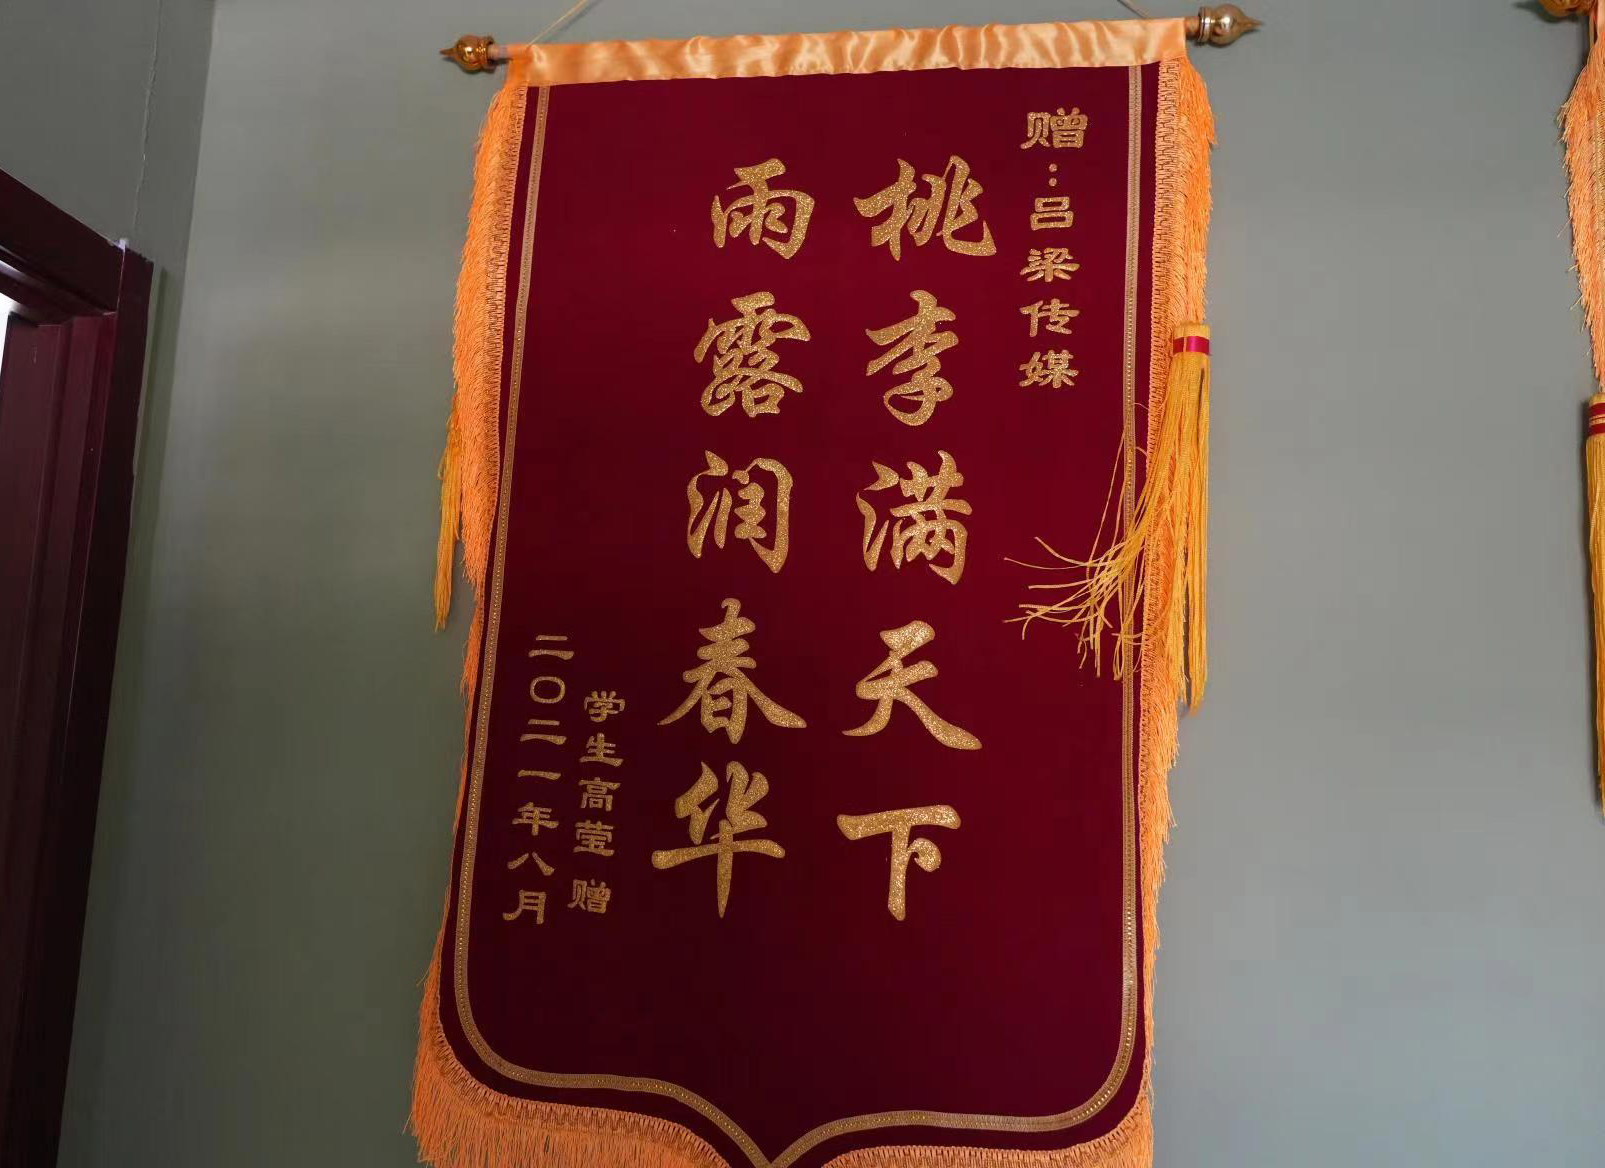 赠:吕梁传媒
桃李满天下
雨露润春华
学生高莹 赠
二〇二一年八月